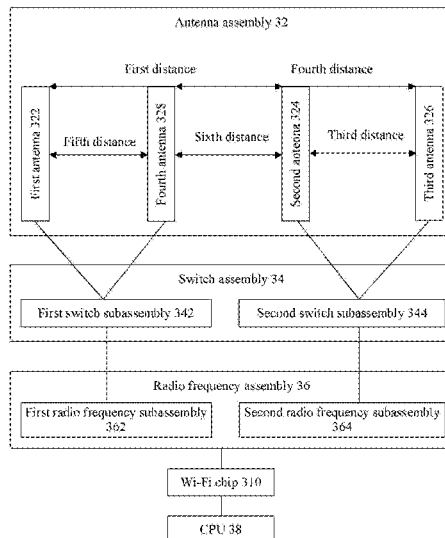 Antenna assembly 32
First distance
Fourth distance
First antenna 322
Fourth antenna 328
Second antenna 324
Third antenna 326
Fifth distance
Sixth distance
Third distance
Switch assembly 34
First switch subassembly 342
Second switch subassembly 344
Radio frequency assembly 36
First radio frequency subassembly
362
Second radio frequency subassembly
364
Wi-Fi chip 310
CPU 38